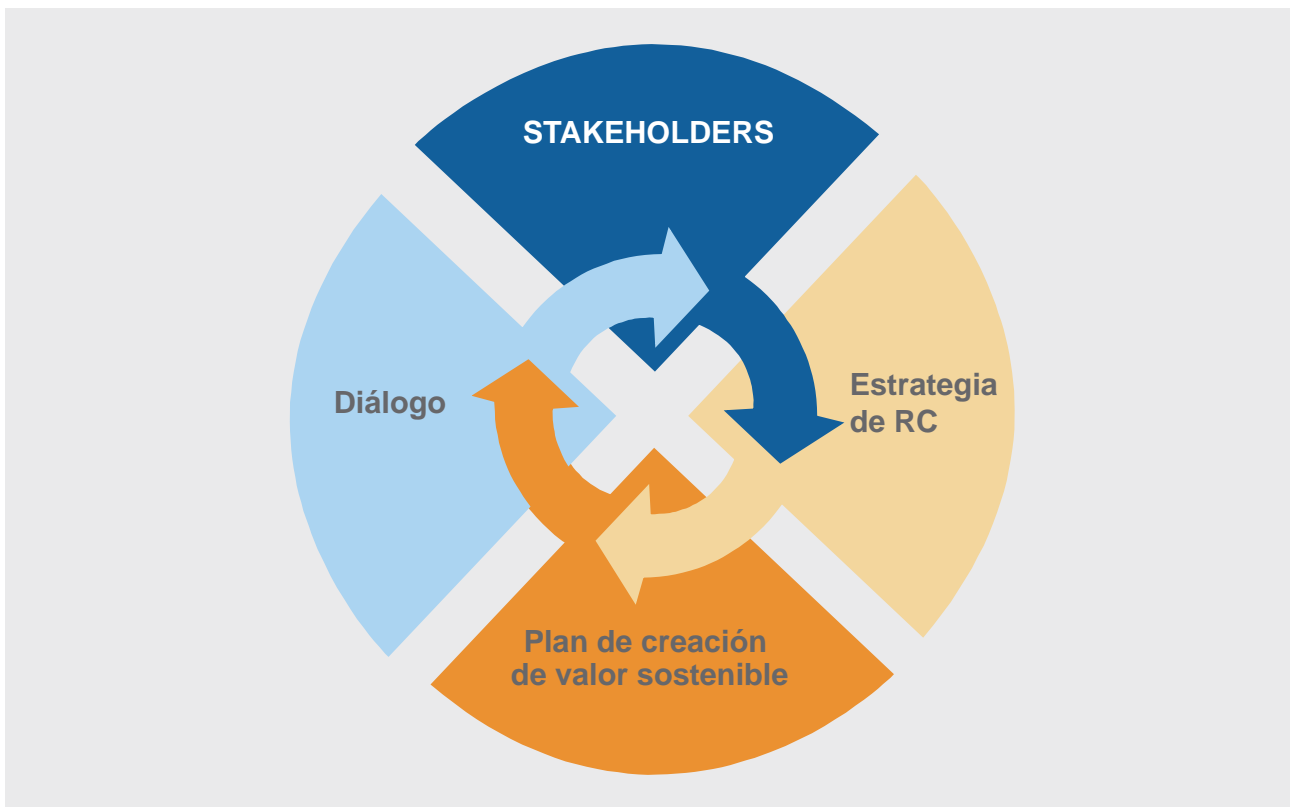 STAKEHOLDERS
Estrategia
de RC
Plan de creación
de valor sostenible
Diálogo